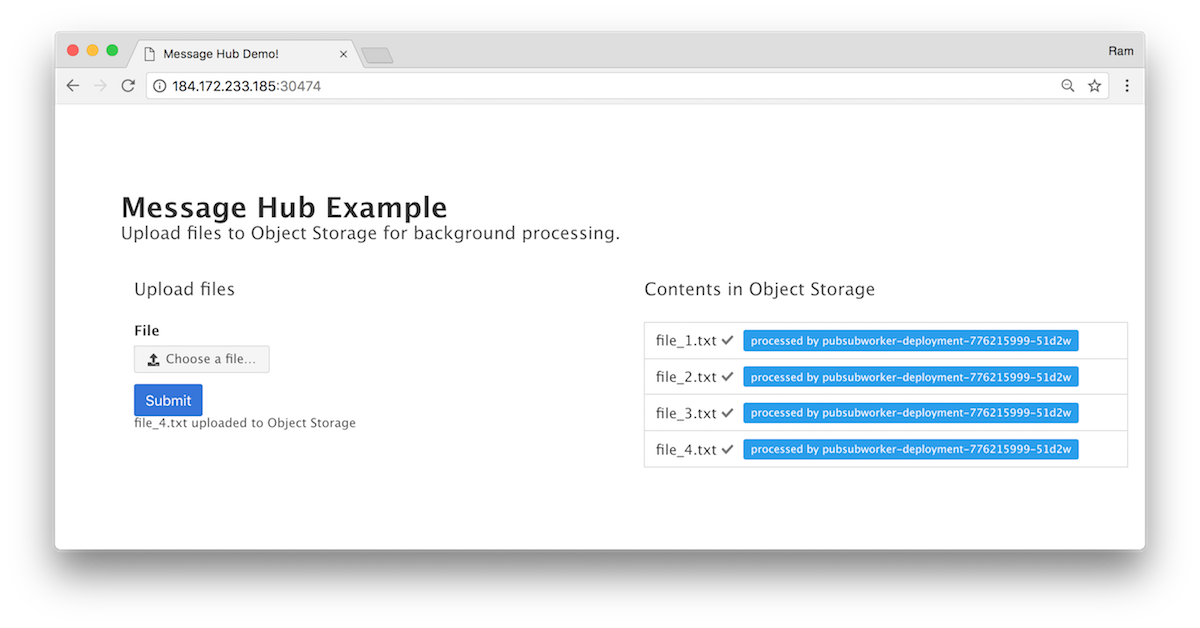 Message Hub Demo!
Ram
184.172.233.185:30474
Message Hub Example
Upload files to Object Storage for background processing.
Upload files
File
Choose a file...
Submit
file_4.txt uploaded to Object Storage
Contents in Object Storage
file_1.txt processed by pubsubworker-deployment-776215999-51d2w
file_2.txt processed by pubsubworker-deployment-776215999-51d2w
file_3.txt processed by pubsubworker-deployment-776215999-51d2w
file_4.txt processed by pubsubworker-deployment-776215999-51d2w